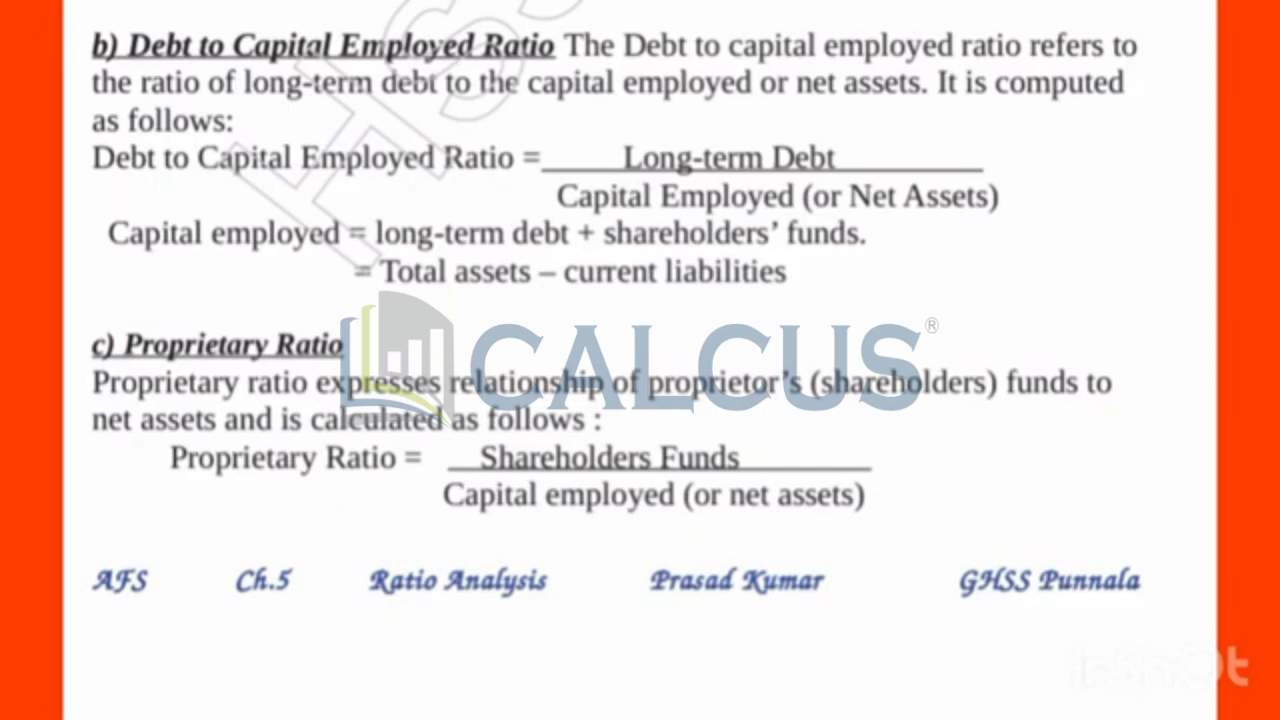 b) Debt to Capital Employed Ratio The Debt to capital employed ratio refers to
the ratio of long-term debt to the capital employed or net assets. It is computed
as follows:
Debt to Capital Employed Ratio = Long-term Debt
Capital Employed (or Net Assets)
Capital employed = long-term debt + shareholders’ funds.
= Total assets – current liabilities
CALCUS®
c) Proprietary Ratio
Proprietary ratio expresses relationship of proprietor’s (shareholders) funds to
net assets and is calculated as follows :
Proprietary Ratio = Shareholders Funds
Capital employed (or net assets)
AFS Ch.5 Ratio Analysis Prasad Kumar GHSS Punnala